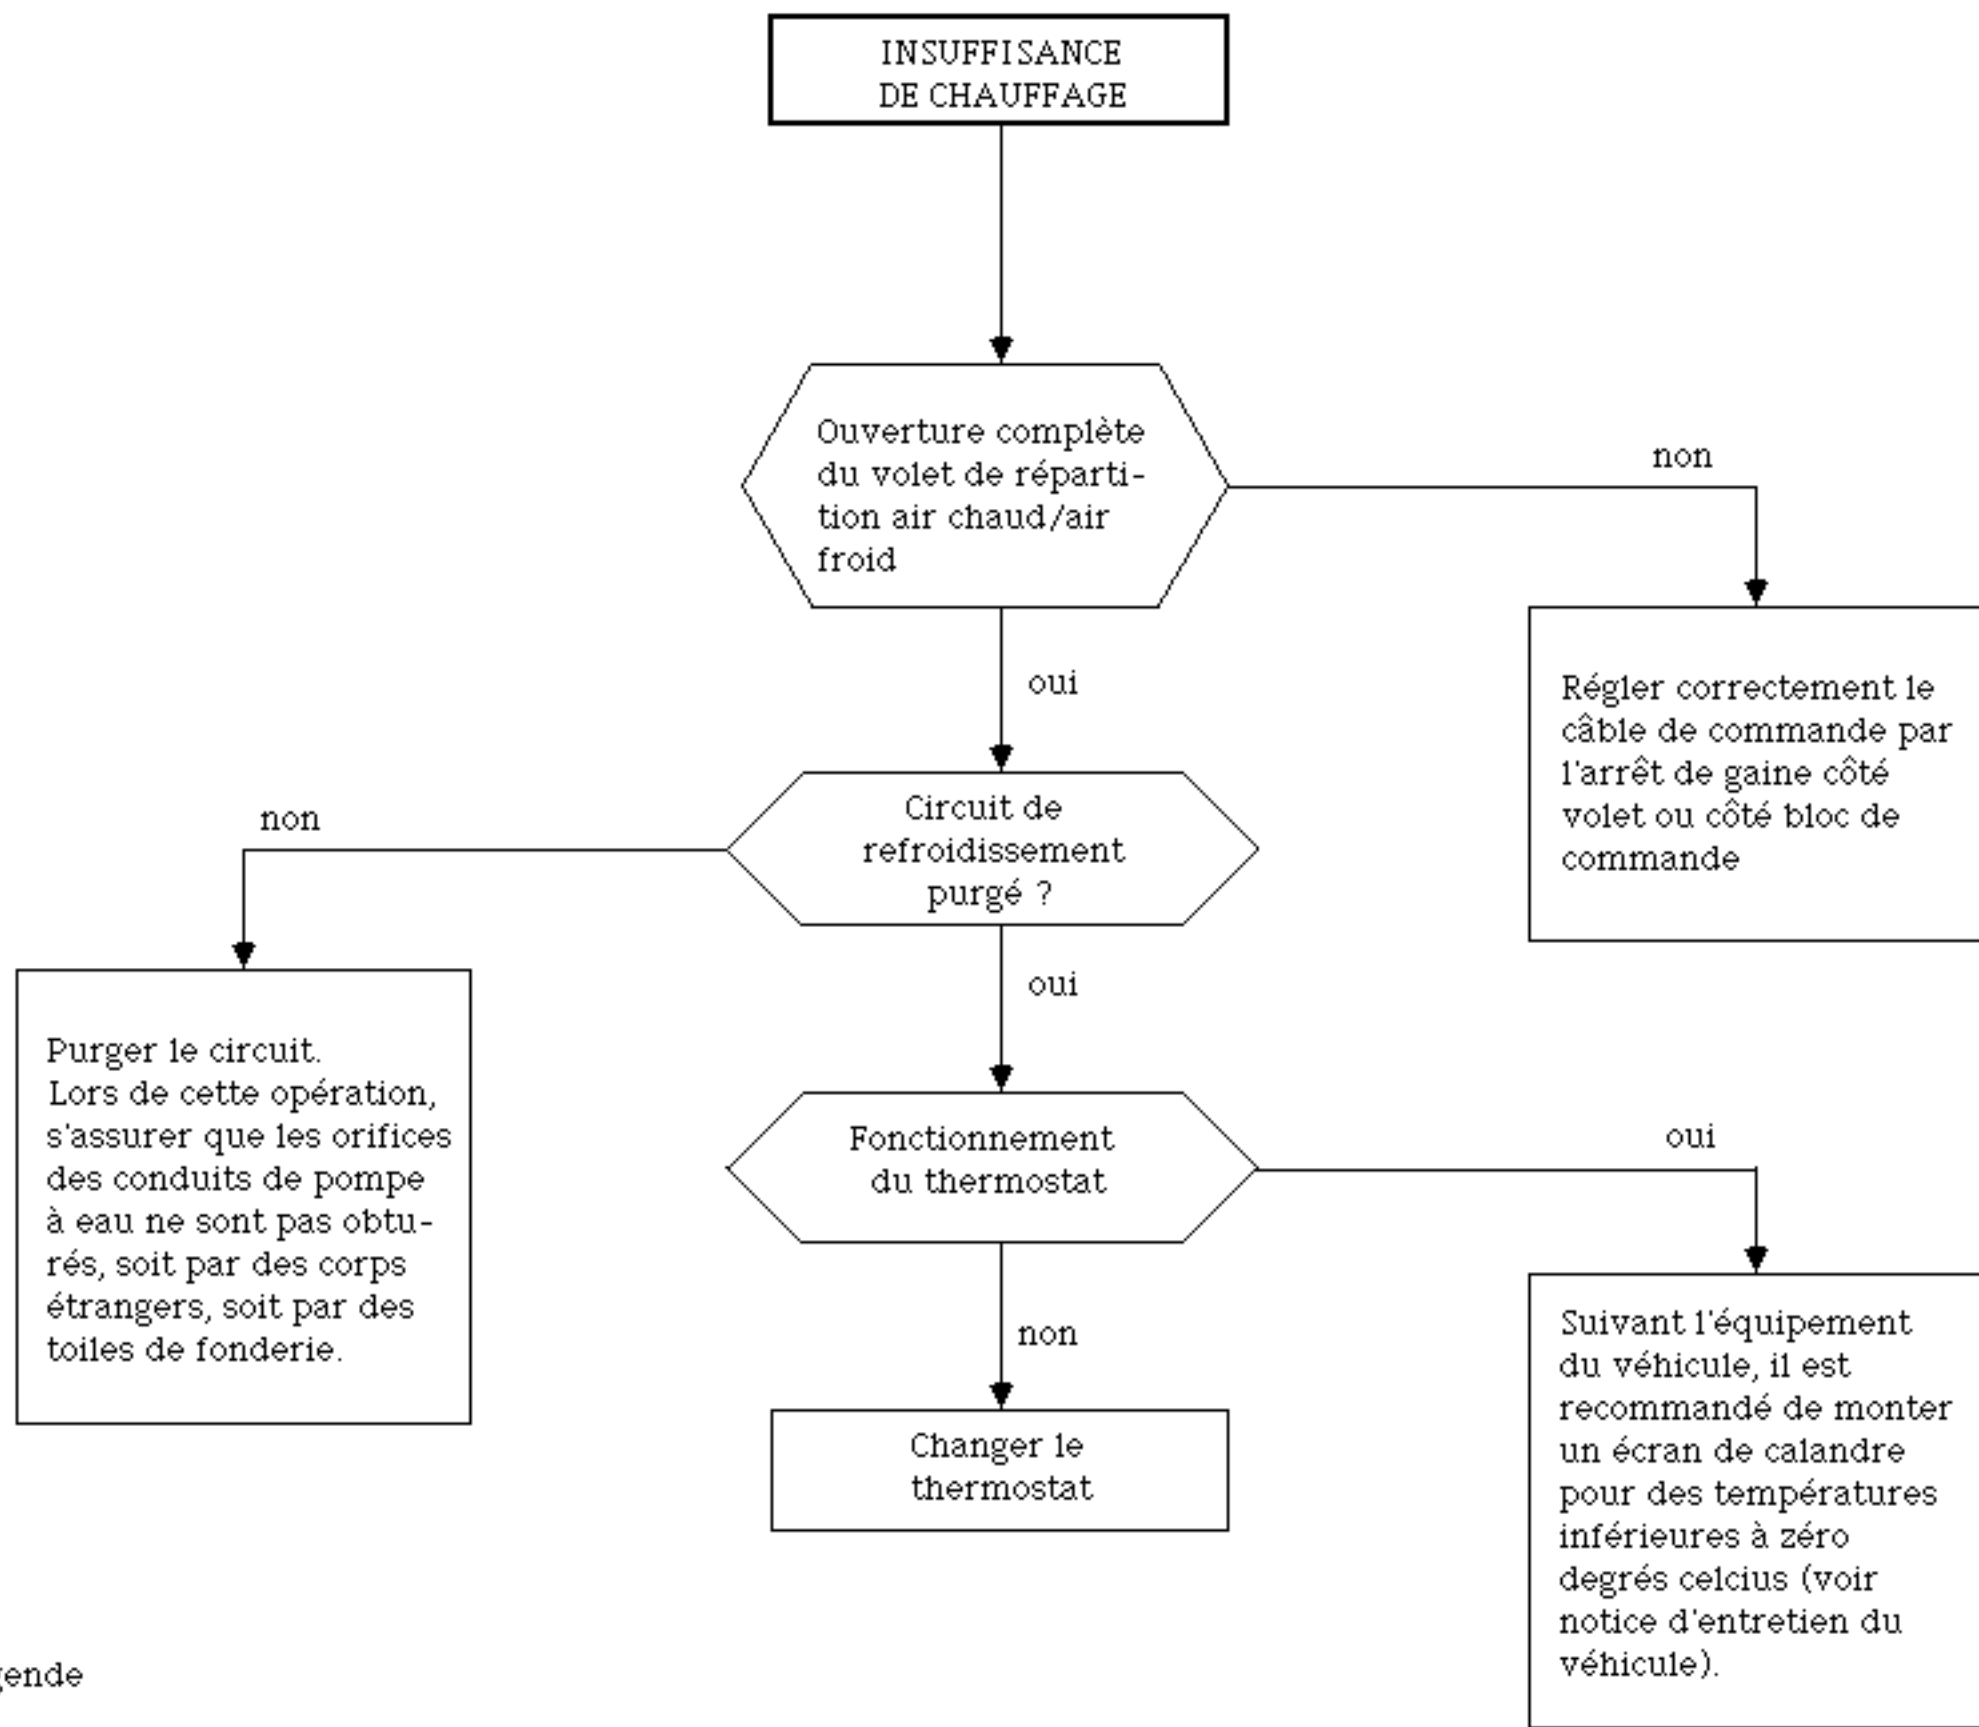 INSUFFISANCE
DE CHAUFFAGE
Ouverture complète
du volet de réparti-
tion air chaud/air
froid
non
oui
Régler correctement le
câble de commande par
l'arrêt de gaine côté
volet ou côté bloc de
commande
Circuit de
refroidissement
purgé ?
non
oui
Purger le circuit.
Lors de cette opération,
s'assurer que les orifices
des conduits de pompe
à eau ne sont pas obtu-
rés, soit par des corps
étrangers, soit par des
toiles de fonderie.
Fonctionnement
du thermostat
oui
non
Changer le
thermostat
Suivant l'équipement
du véhicule, il est
recommandé de monter
un écran de calandre
pour des températures
inférieures à zéro
degrés celcius (voir
notice d'entretien du
véhicule).